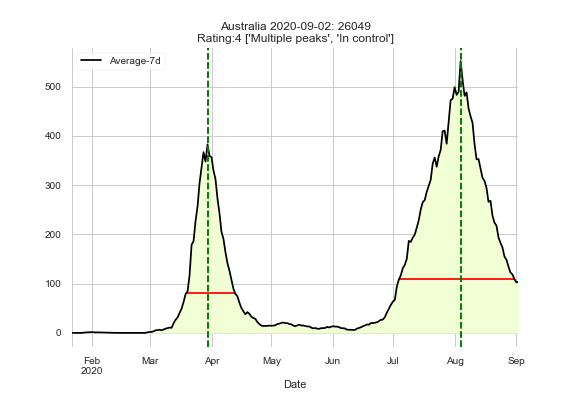 Australia 2020-09-02: 26049
Rating:4 ['Multiple peaks', 'In control']
Average-7d
500
400
300
200
100
0
Feb Mar Apr May Jun Jul Aug Sep
2020
Date